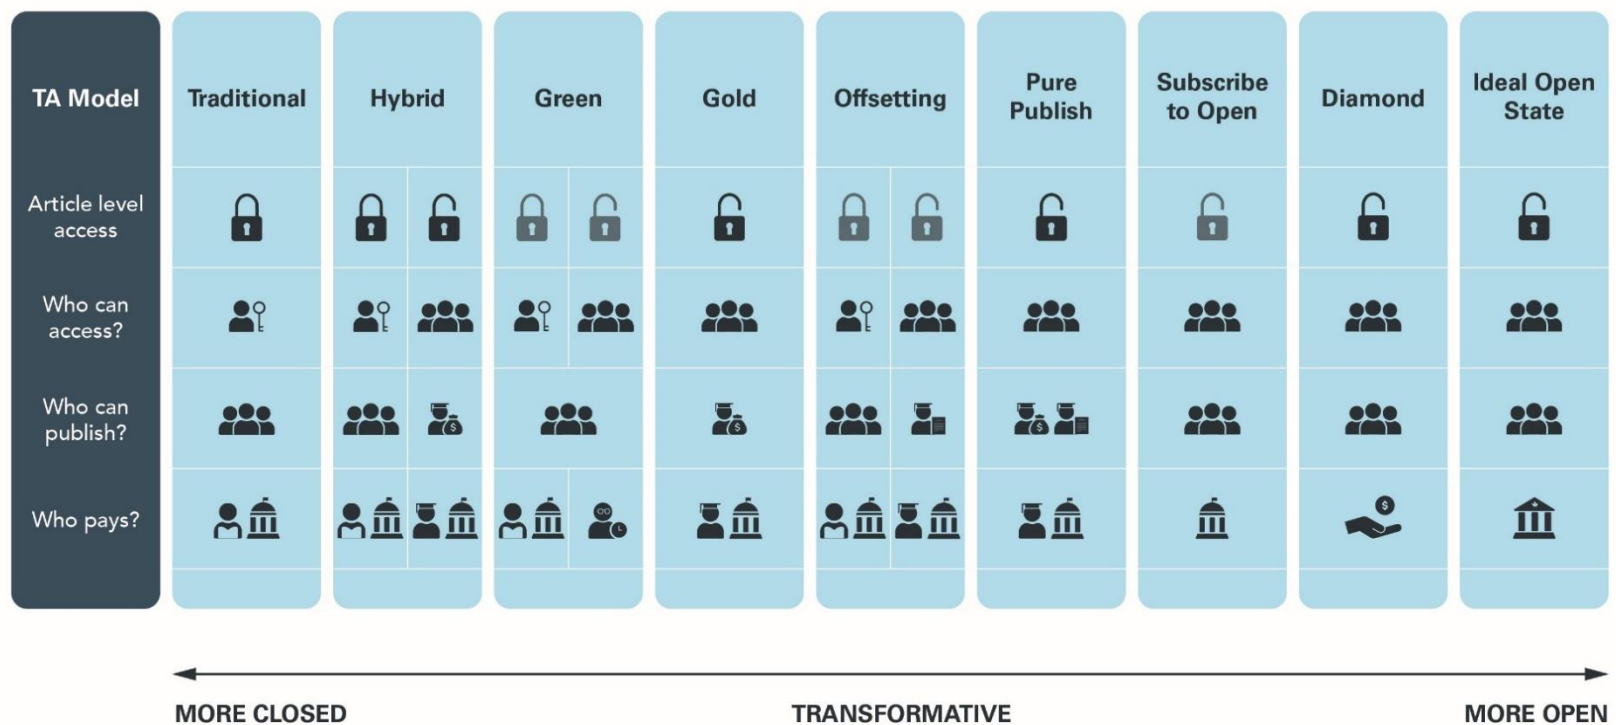 TA Model
Traditional
Hybrid
Green
Gold
Offsetting
Pure
Publish
Subscribe
to Open
Diamond
Ideal Open
State
Article level
access
Who can
access?
Who can
publish?
Who pays?
MORE CLOSED
TRANSFORMATIVE
MORE OPEN